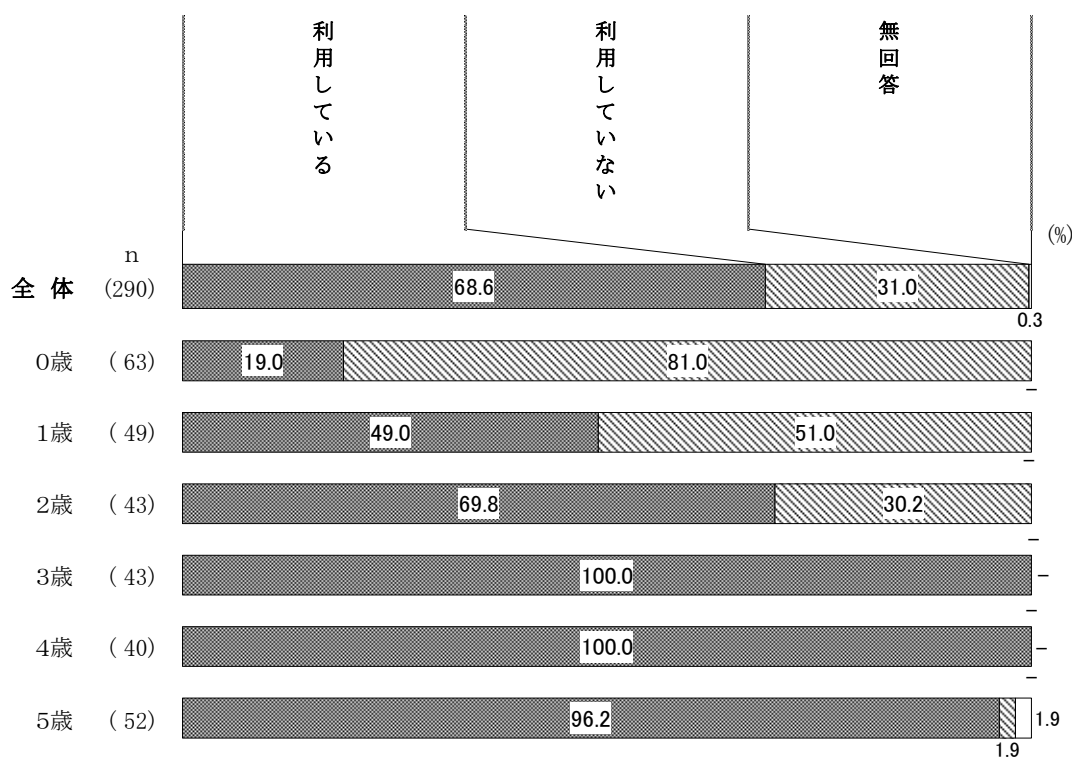 利用している
利用していない
無回答
(%)
n
全 体 (290) 68.6 31.0
0.3
0歳 ( 63) 19.0 81.0
–
1歳 ( 49) 49.0 51.0
–
2歳 ( 43) 69.8 30.2
–
3歳 ( 43) 100.0 –
–
4歳 ( 40) 100.0 –
–
5歳 ( 52) 96.2 1.9
1.9